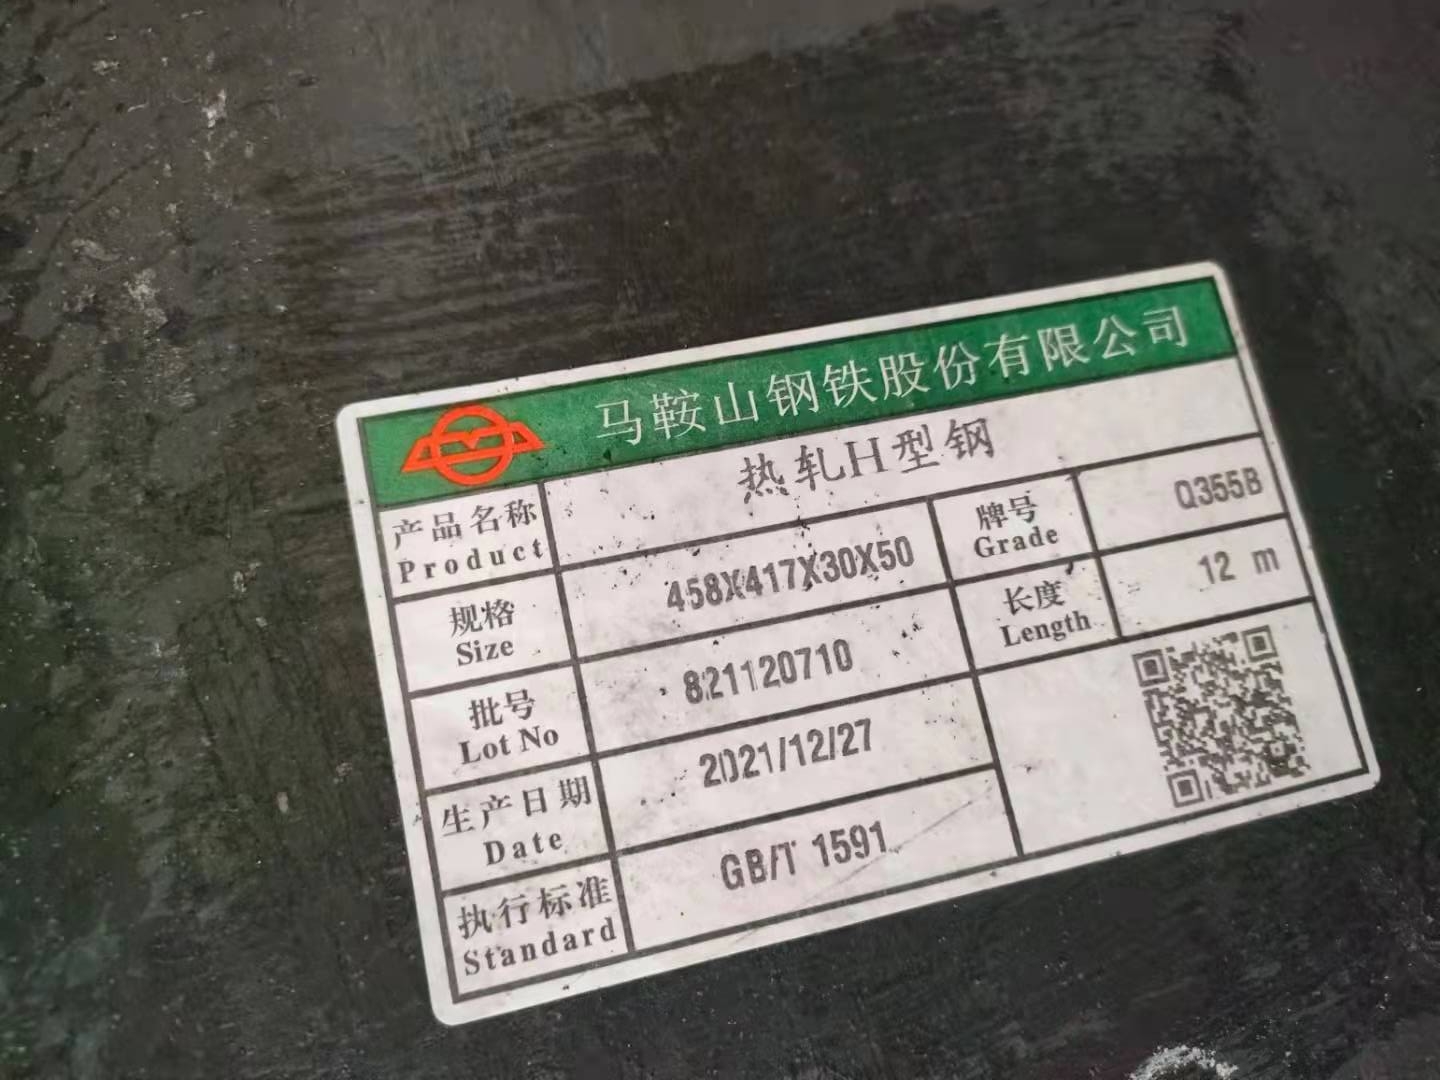 马鞍山钢铁股份有限公司
产品名称
Product
热轧H型钢
规格
Size
458X417X30X50
牌号
Grade
Q355B
批号
Lot No
821120710
长度
Length
12 m
生产日期
Date
2021/12/27
执行标准
Standard
GB/T 1591